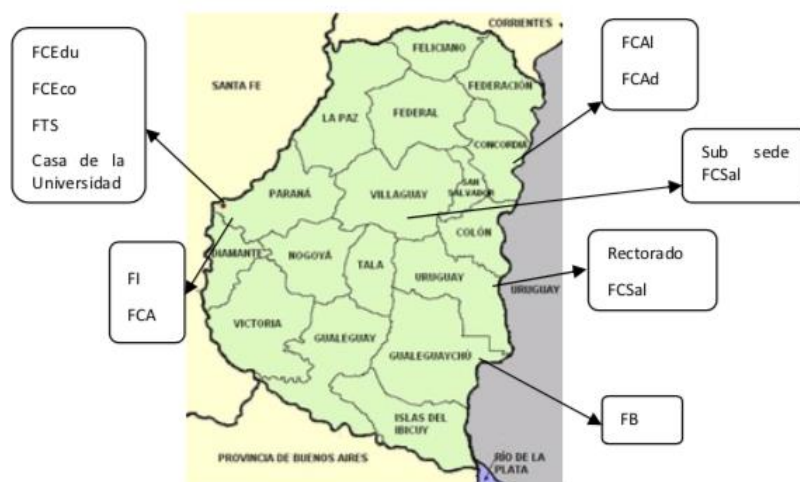 CORRIENTES
FELICIANO
SANTA FE
FEDERACIÓN
LA PAZ
FEDERAL
CONCORDIA
PARANÁ
VILLAGUAY
SAN
SALVADOR
COLÓN
DIAMANTE
NOGOYÁ
TALA
URUGUAY
URUGUAY
VICTORIA
GUALEGUAY
GUALEGUAYCHÚ
ISLAS DEL
IBICUY
PROVINCIA DE BUENOS AIRES
RÍO DE LA
PLATA
FCEdu
FCEco
FTS
Casa de la
Universidad
FI
FCA
FCAl
FCAd
Sub sede
FCSal
Rectorado
FCSal
FB